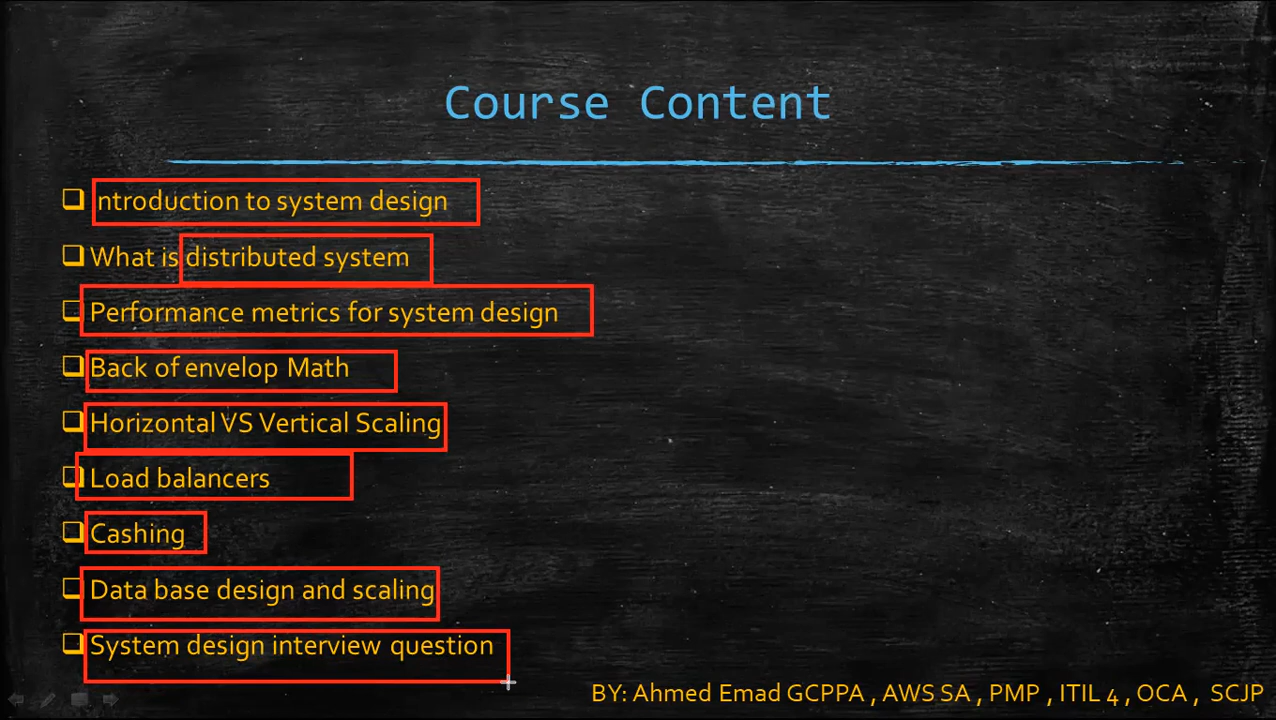 Course Content
ntroduction to system design
What is distributed system
Performance metrics for system design
Back of envelop Math
Horizontal VS Vertical Scaling
Load balancers
Cashing
Data base design and scaling
System design interview question
BY: Ahmed Emad GCPPA , AWS SA , PMP , ITIL 4 , OCA , SCJP